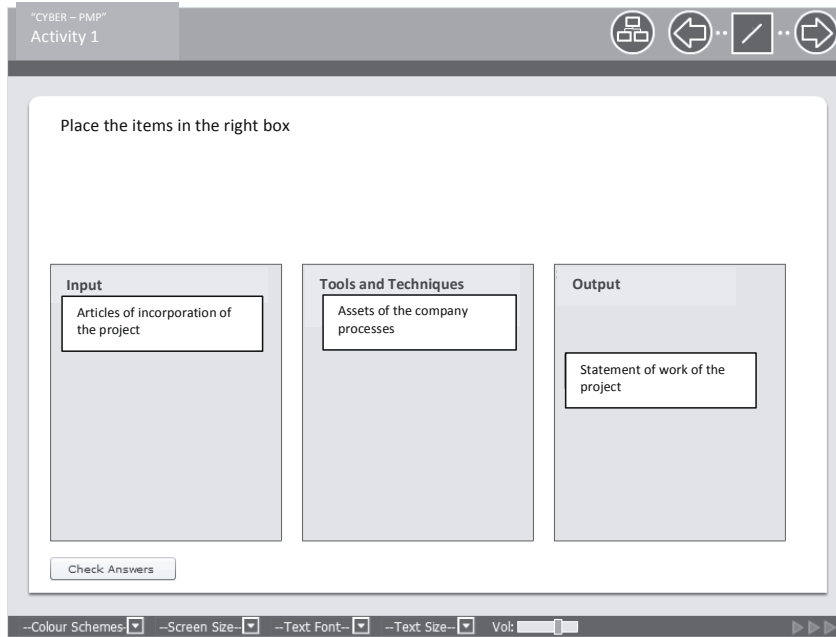 "CYBER – PMP"
Activity 1
Place the items in the right box
Input
Articles of incorporation of
the project
Tools and Techniques
Assets of the company
processes
Output
Statement of work of the
project
Check Answers
--Colour Schemes- --Screen Size-- --Text Font-- --Text Size-- Vol: